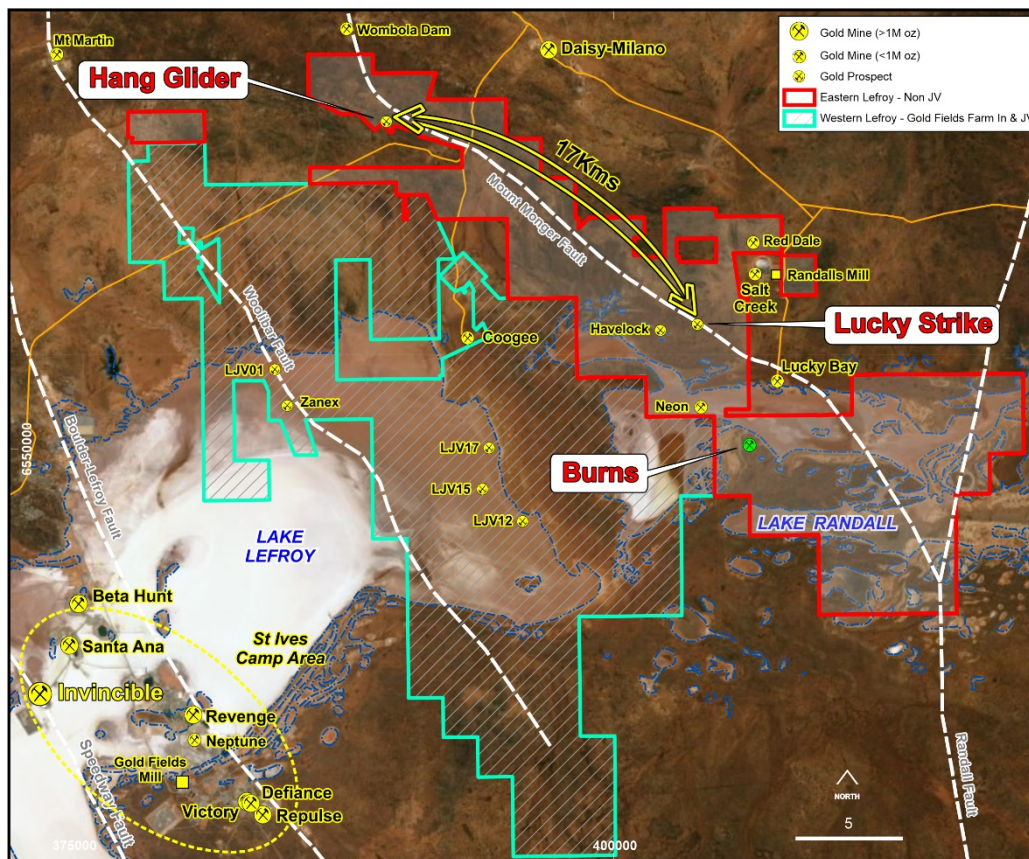 Mt Martin
Wombola Dam
Daisy-Milano
Hang Glider
Gold Mine (>1M oz)
Gold Mine (<1M oz)
Gold Prospect
Eastern Lefroy - Non JV
Western Lefroy - Gold Fields Farm In & JV
17Kms
Mount Monger Fault
Red Dale
Randalls Mill
Salt
Creek
Woolibar Fault
Lucky Strike
Havelock
Coogee
LJV01
Lucky Bay
Zanex
Neon
Boulder-Lefroy Fault
6550000
LJV17
Burns
LJV15
LJV12
LAKE
LEFROY
LAKE RANDALL
Beta Hunt
Santa Ana
St Ives
Camp Area
Invincible
Revenge
Neptune
Gold Fields
Mill
Speedway Fault
Defiance
Victory
Repulse
Randall Fault
NORTH
5
375000
400000